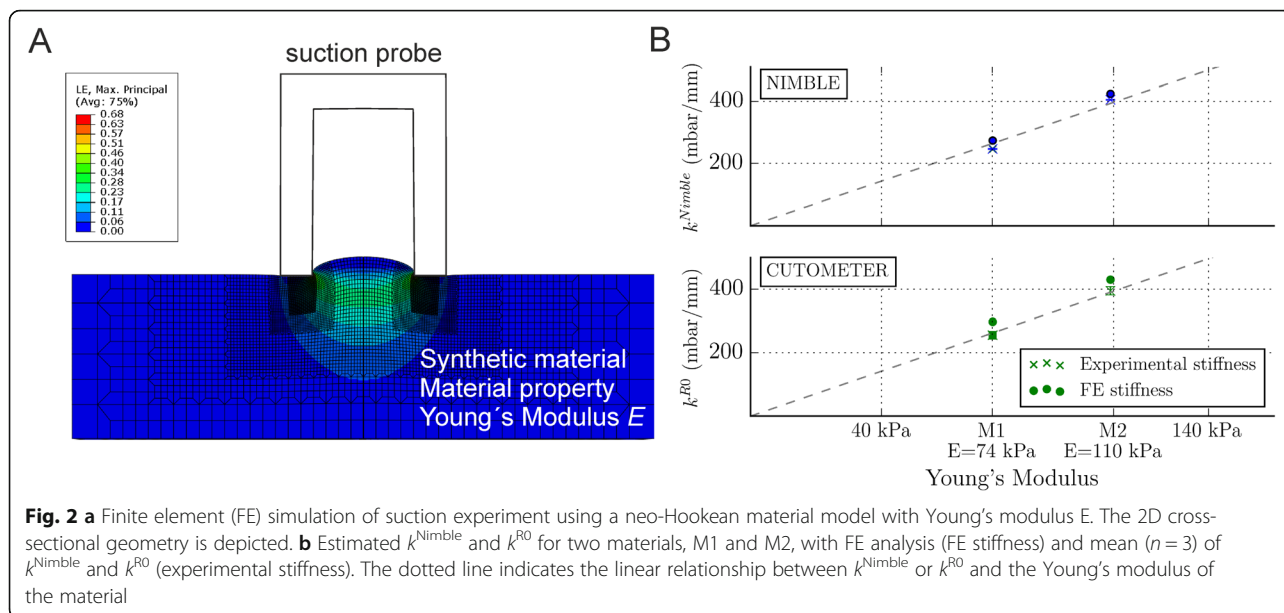 A
suction probe
LE, Max. Principal
(Avg: 75%)
0.68
0.63
0.57
0.51
0.46
0.40
0.34
0.28
0.23
0.17
0.11
0.06
0.00
Synthetic material
Material property
Young´s Modulus E
B
NIMBLE
400
200
k^Nimble (mbar/mm)
CUTOMETER
400
200
k^R0 (mbar/mm)
Experimental stiffness
FE stiffness
40 kPa M1 M2 140 kPa
E=74 kPa E=110 kPa
Young's Modulus
Fig. 2 a Finite element (FE) simulation of suction experiment using a neo-Hookean material model with Young's modulus E. The 2D cross-
sectional geometry is depicted. b Estimated k^Nimble and k^R0 for two materials, M1 and M2, with FE analysis (FE stiffness) and mean (n = 3) of
k^Nimble and k^R0 (experimental stiffness). The dotted line indicates the linear relationship between k^Nimble or k^R0 and the Young's modulus of
the material